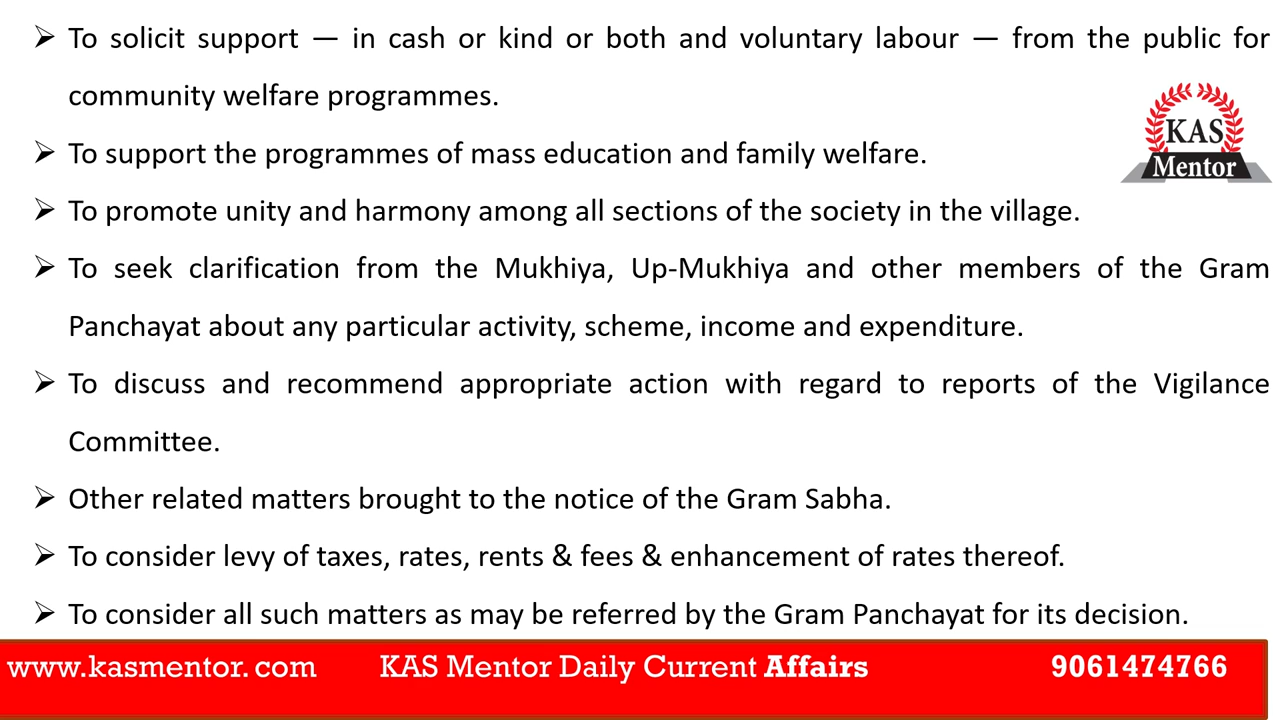 ➢ To solicit support — in cash or kind or both and voluntary labour — from the public for
community welfare programmes.
KAS
Mentor
➢ To support the programmes of mass education and family welfare.
➢ To promote unity and harmony among all sections of the society in the village.
➢ To seek clarification from the Mukhiya, Up-Mukhiya and other members of the Gram
Panchayat about any particular activity, scheme, income and expenditure.
➢ To discuss and recommend appropriate action with regard to reports of the Vigilance
Committee.
➢ Other related matters brought to the notice of the Gram Sabha.
➢ To consider levy of taxes, rates, rents & fees & enhancement of rates thereof.
➢ To consider all such matters as may be referred by the Gram Panchayat for its decision.
www.kasmentor. com KAS Mentor Daily Current Affairs 9061474766